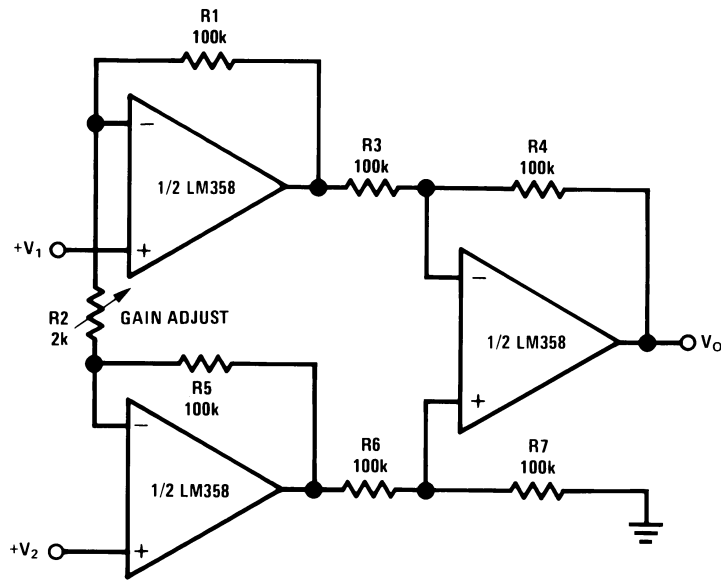 R1
100k
−
1/2 LM358
+V1
+
R3
100k
R4
100k
R2
2k
GAIN ADJUST
−
1/2 LM358
+
VO
R5
100k
−
1/2 LM358
R6
100k
R7
100k
+V2
+